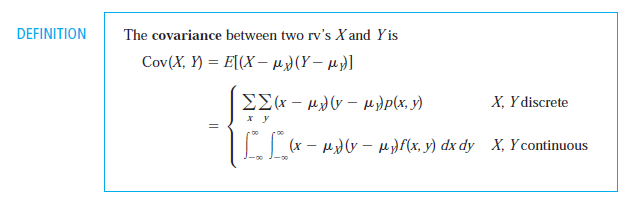 DEFINITION
The covariance between two rv's X and Y is
Cov(X, Y) = E[(X − μX)(Y − μY)]
= { ∑x ∑y (x − μX)(y − μY)p(x, y) X, Y discrete
∫−∞^∞ ∫−∞^∞ (x − μX)(y − μY)f(x, y) dx dy X, Y continuous